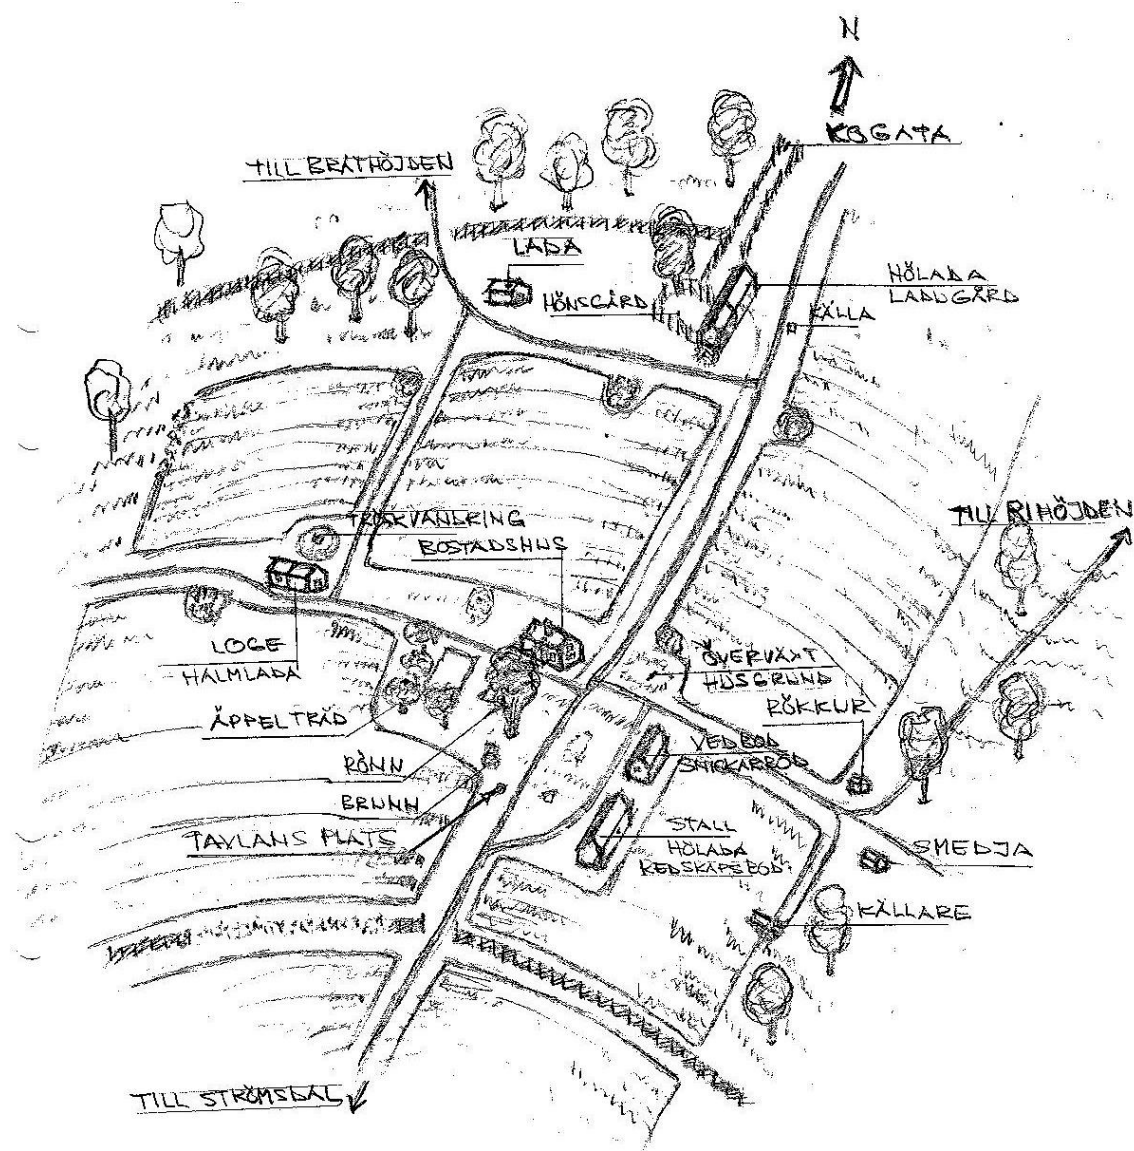 N
KOGATA
TILL BRÅTHÖJDEN
LADA
HÖLADA
LADUGÅRD
HÖNSGÅRD
KÄLLA
TILL RIHÖJDEN
TRÖSKVANDRING
BOSTADSHUS
LOGE
HALMLADA
ÖVERVÄXT
HUSGRUND
RÖKKUR
ÄPPELTRÄD
VEDBOD
SNICKARBOD
RÖNN
BRUNN
TAVLANS PLATS
STALL
HÖLADA
REDSKAPSBOD
SMEDJA
KÄLLARE
TILL STRÖMSDAL